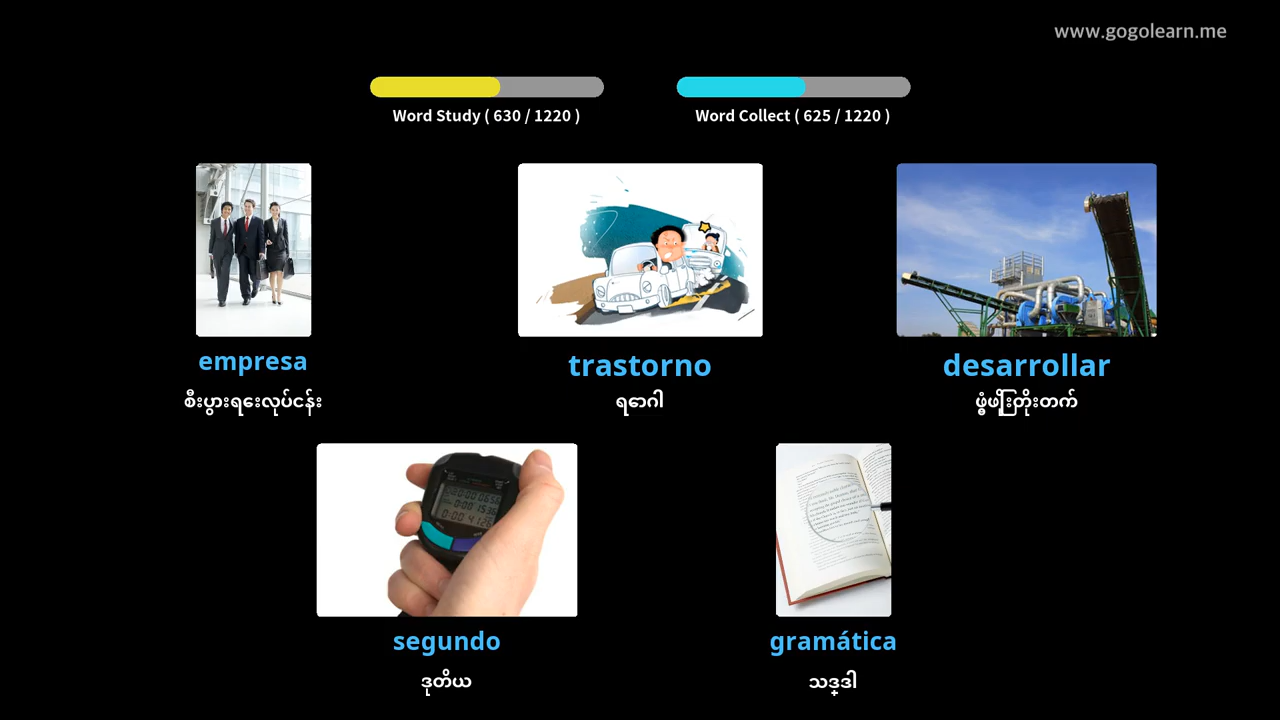 www.gogolearn.me
Word Study ( 630 / 1220 )
Word Collect ( 625 / 1220 )
empresa
trastorno
desarrollar
စီးပွားရေးလုပ်ငန်း
ရောဂါ
ဖွံ့ဖြိုးတိုးတက်
segundo
gramática
ဒုတိယ
သဒ္ဒါ